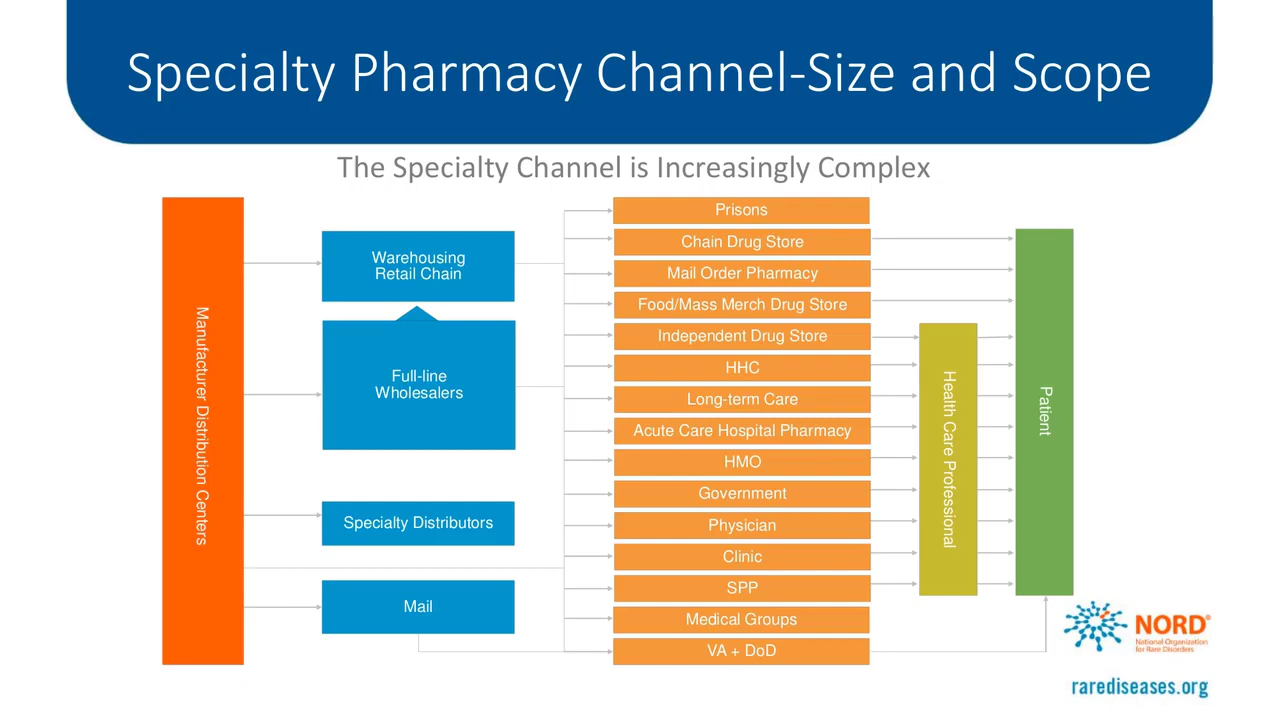 Specialty Pharmacy Channel-Size and Scope
The Specialty Channel is Increasingly Complex
Manufacturer Distribution Centers
Warehousing
Retail Chain
Full-line
Wholesalers
Specialty Distributors
Mail
Prisons
Chain Drug Store
Mail Order Pharmacy
Food/Mass Merch Drug Store
Independent Drug Store
HHC
Long-term Care
Acute Care Hospital Pharmacy
HMO
Government
Physician
Clinic
SPP
Medical Groups
VA + DoD
Health Care Professional
Patient
NORD®
National Organization
for Rare Disorders
rarediseases.org